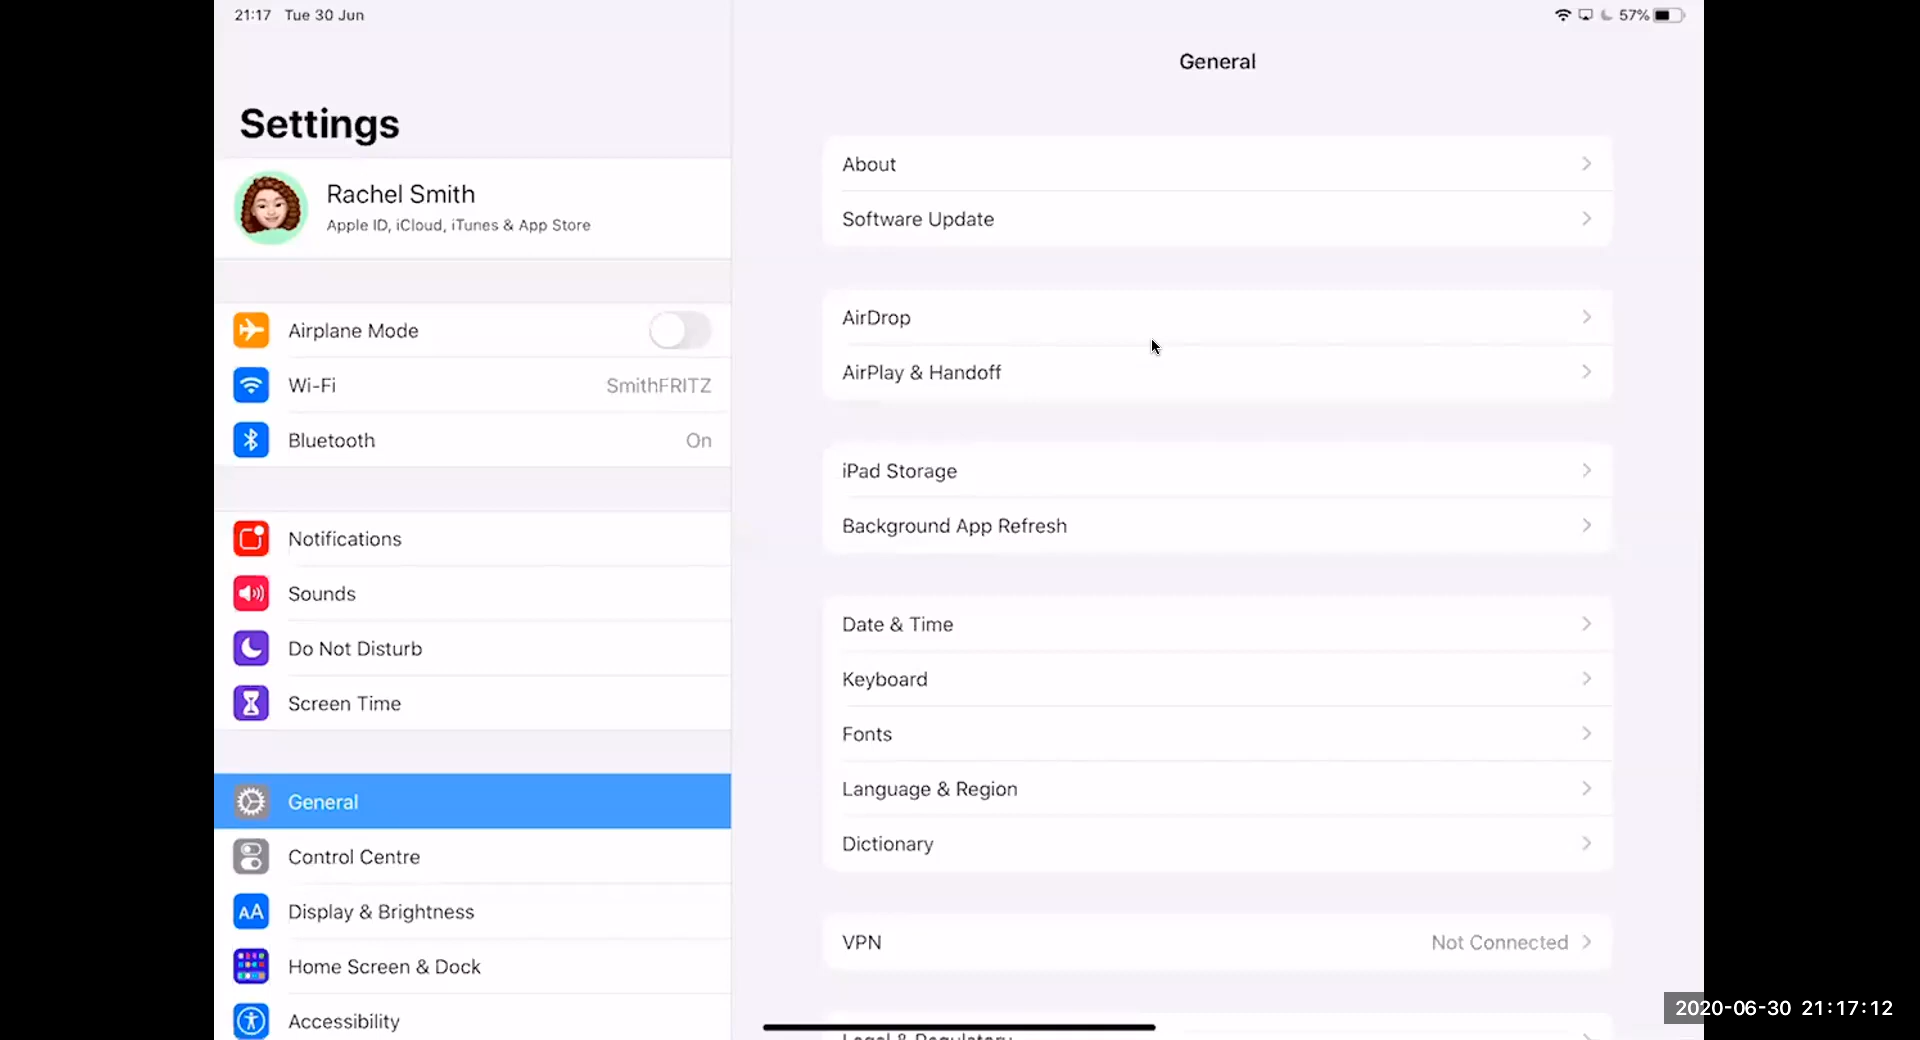 21:17 Tue 30 Jun
57%
Settings
Rachel Smith
Apple ID, iCloud, iTunes & App Store
Airplane Mode
Wi-Fi SmithFRITZ
Bluetooth On
Notifications
Sounds
Do Not Disturb
Screen Time
General
Control Centre
AA Display & Brightness
Home Screen & Dock
Accessibility
General
About
Software Update
AirDrop
AirPlay & Handoff
iPad Storage
Background App Refresh
Date & Time
Keyboard
Fonts
Language & Region
Dictionary
VPN Not Connected
Legal & Regulatory
2020-06-30 21:17:12